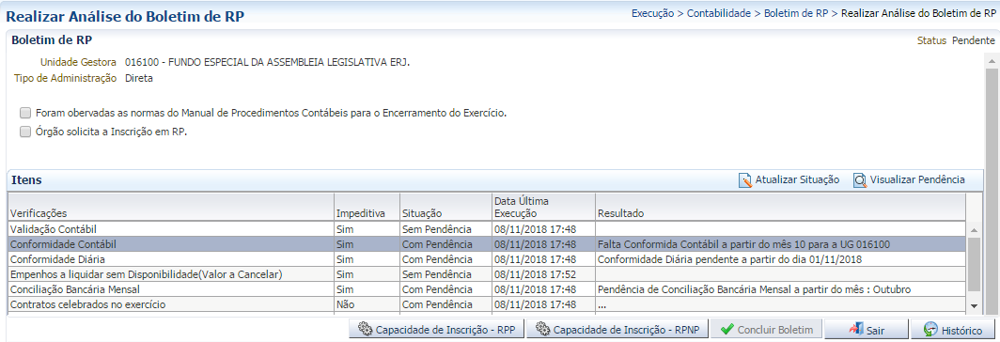 Realizar Análise do Boletim de RP
Execução > Contabilidade > Boletim de RP > Realizar Análise do Boletim de RP
Boletim de RP
Status Pendente
Unidade Gestora 016100 - FUNDO ESPECIAL DA ASSEMBLEIA LEGISLATIVA ERJ.
Tipo de Administração Direta
Foram obervadas as normas do Manual de Procedimentos Contábeis para o Encerramento do Exercício.
Órgão solicita a Inscrição em RP.
Itens
Atualizar Situação Visualizar Pendência
Verificações Impeditiva Situação Data Última Execução Resultado
Validação Contábil Sim Sem Pendência 08/11/2018 17:48
Conformidade Contábil Sim Com Pendência 08/11/2018 17:48 Falta Conformida Contábil a partir do mês 10 para a UG 016100
Conformidade Diária Sim Com Pendência 08/11/2018 17:48 Conformidade Diária pendente a partir do dia 01/11/2018
Empenhos a liquidar sem Disponibilidade(Valor a Cancelar) Sim Sem Pendência 08/11/2018 17:52
Conciliação Bancária Mensal Sim Com Pendência 08/11/2018 17:48 Pendência de Conciliação Bancária Mensal a partir do mês : Outubro
Contratos celebrados no exercício Não Com Pendência 08/11/2018 17:48 ...
Capacidade de Inscrição - RPP Capacidade de Inscrição - RPNP Concluir Boletim Sair Histórico